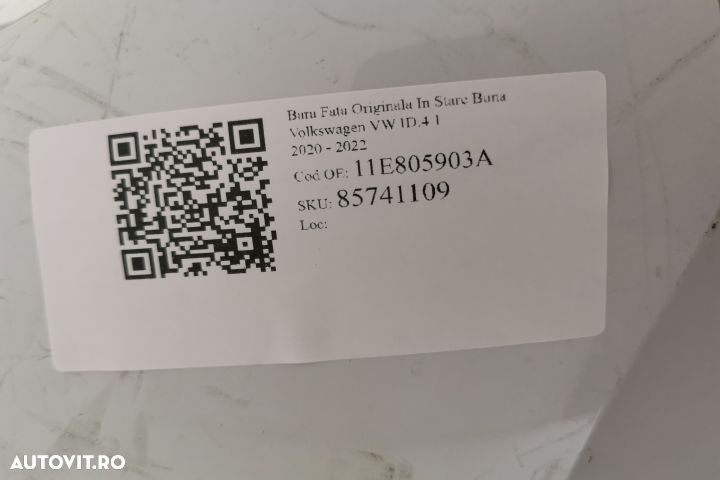 Bara Fata Originala In Stare Buna
Volkswagen VW ID.4 1
2020 - 2022
Cod OE: 11E805903A
SKU: 85741109
Loc:
AUTOVIT.RO